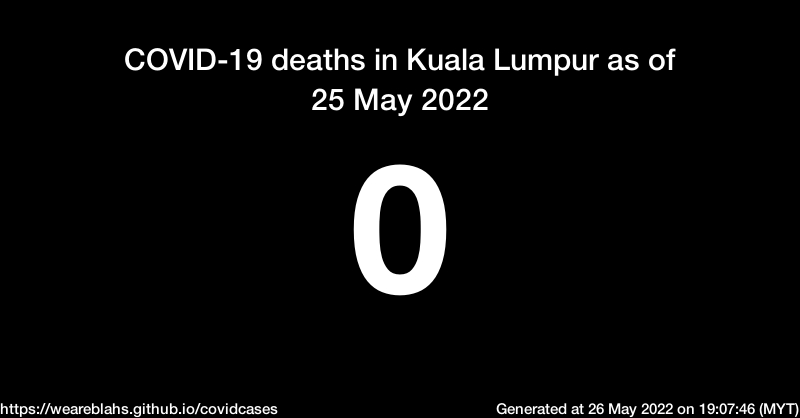 COVID-19 deaths in Kuala Lumpur as of
25 May 2022
0
https://weareblahs.github.io/covidcases
Generated at 26 May 2022 on 19:07:46 (MYT)